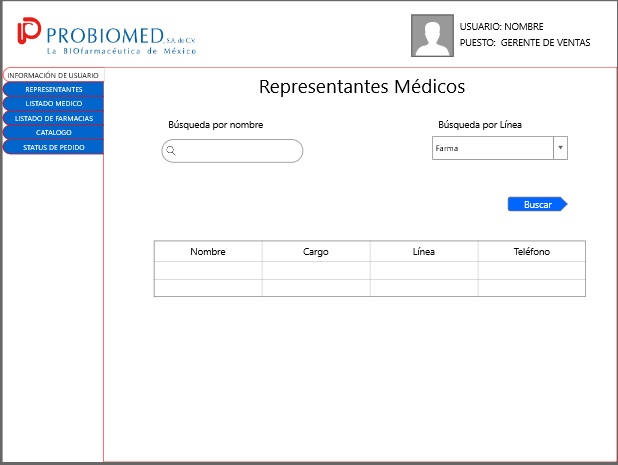 PROBIOMED, S.A. de C.V.
La BIOfarmacéutica de México
USUARIO: NOMBRE
PUESTO: GERENTE DE VENTAS
INFORMACIÓN DE USUARIO
REPRESENTANTES
LISTADO MEDICO
LISTADO DE FARMACIAS
CATALOGO
STATUS DE PEDIDO
Representantes Médicos
Búsqueda por nombre
Búsqueda por Línea
Farma
Buscar
Nombre Cargo Línea Teléfono